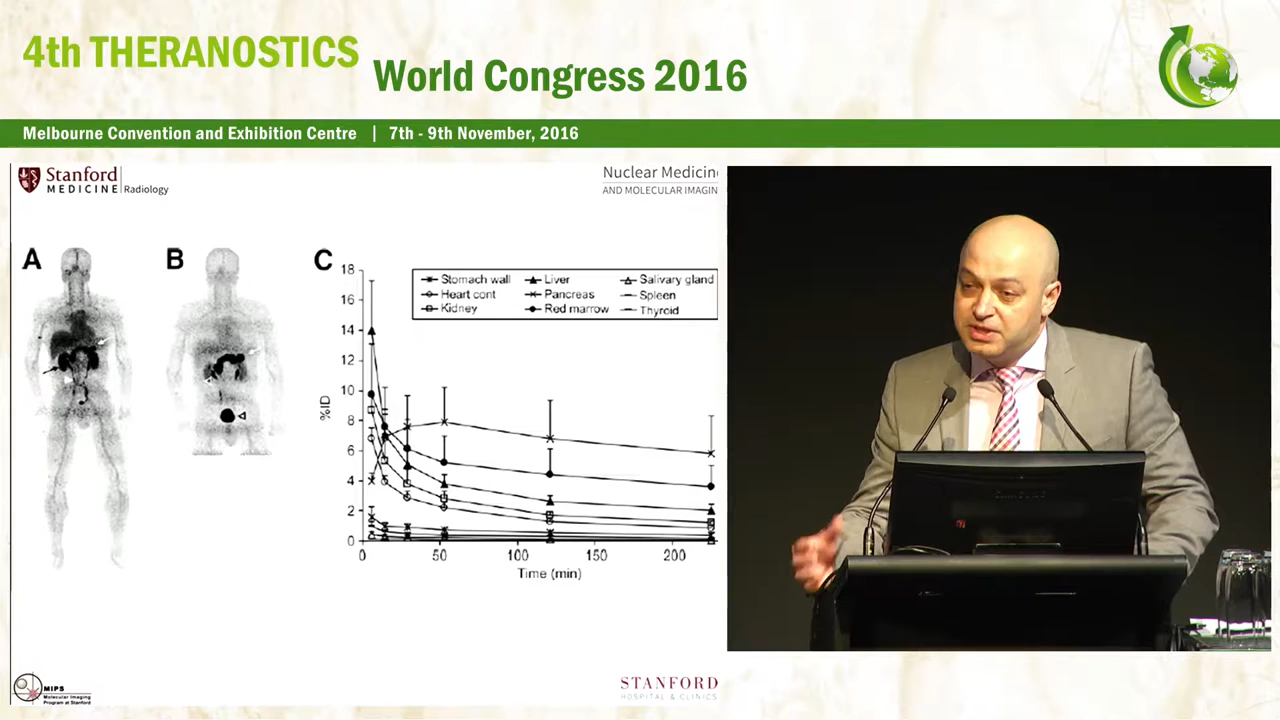 4th THERANOSTICS
World Congress 2016
Melbourne Convention and Exhibition Centre | 7th - 9th November, 2016
Stanford
MEDICINE Radiology
Nuclear Medicin
AND MOLECULAR IMAGIN
A
B
C
18
16
14
12
10
8
6
4
2
0
%ID
Stomach wall
Liver
Salivary gland
Heart cont
Pancreas
Spleen
Kidney
Red marrow
Thyroid
0
50
100
150
200
Time (min)
MIPS
Molecular Imaging
Program at Stanford
STANFORD
HOSPITAL & CLINICS